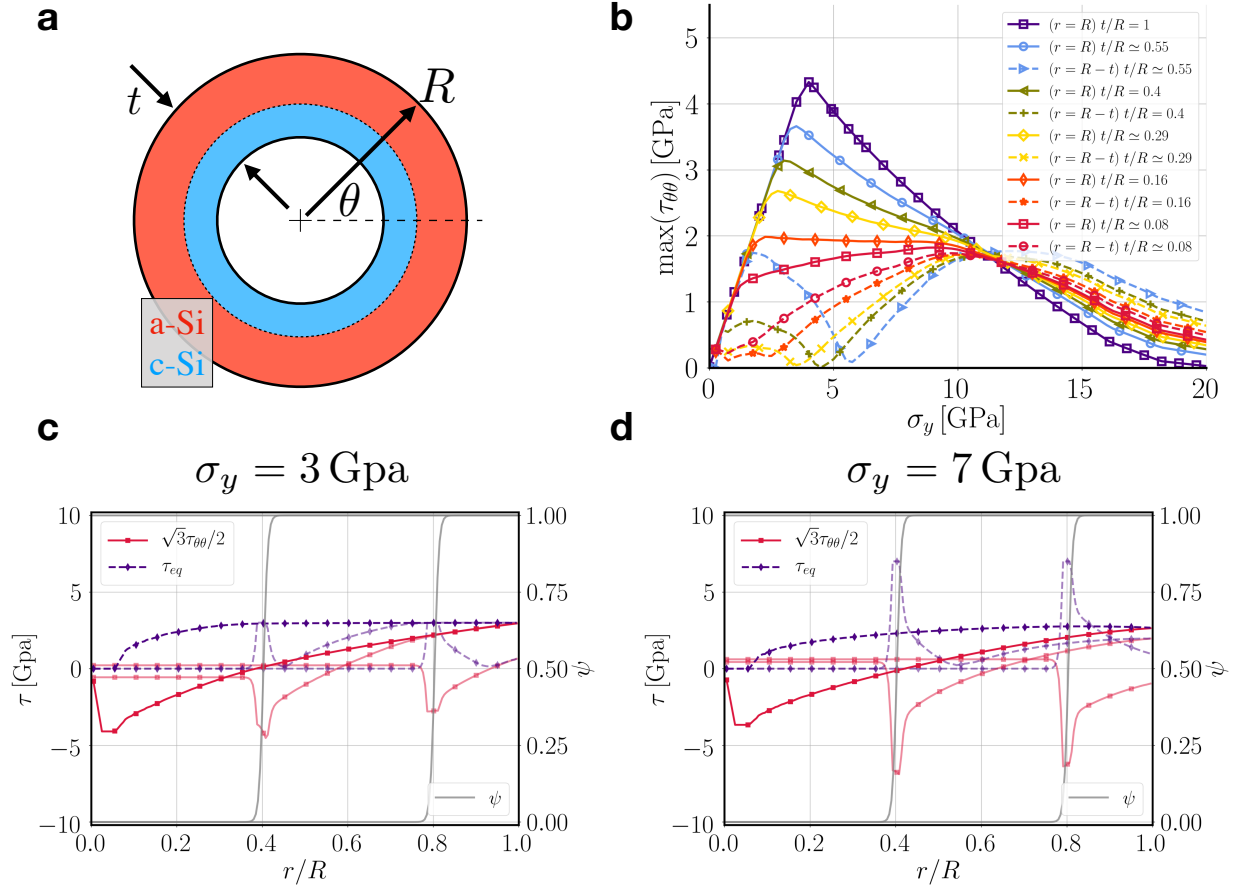 a
t
R
θ
a-Si
c-Si
b
max(τθθ) [GPa]
5
4
3
2
1
0
0
5
10
15
20
σy [GPa]
(r = R) t/R = 1
(r = R) t/R ≃ 0.55
(r = R − t) t/R ≃ 0.55
(r = R) t/R = 0.4
(r = R − t) t/R = 0.4
(r = R) t/R ≃ 0.29
(r = R − t) t/R ≃ 0.29
(r = R) t/R = 0.16
(r = R − t) t/R = 0.16
(r = R) t/R ≃ 0.08
(r = R − t) t/R ≃ 0.08
c
σy = 3 Gpa
τ [Gpa]
10
5
0
−5
−10
√3τθθ/2
τeq
ψ
1.00
0.75
0.50
0.25
0.00
ψ
0.0 0.2 0.4 0.6 0.8 1.0
r/R
d
σy = 7 Gpa
τ [Gpa]
10
5
0
−5
−10
√3τθθ/2
τeq
ψ
1.00
0.75
0.50
0.25
0.00
ψ
0.0 0.2 0.4 0.6 0.8 1.0
r/R